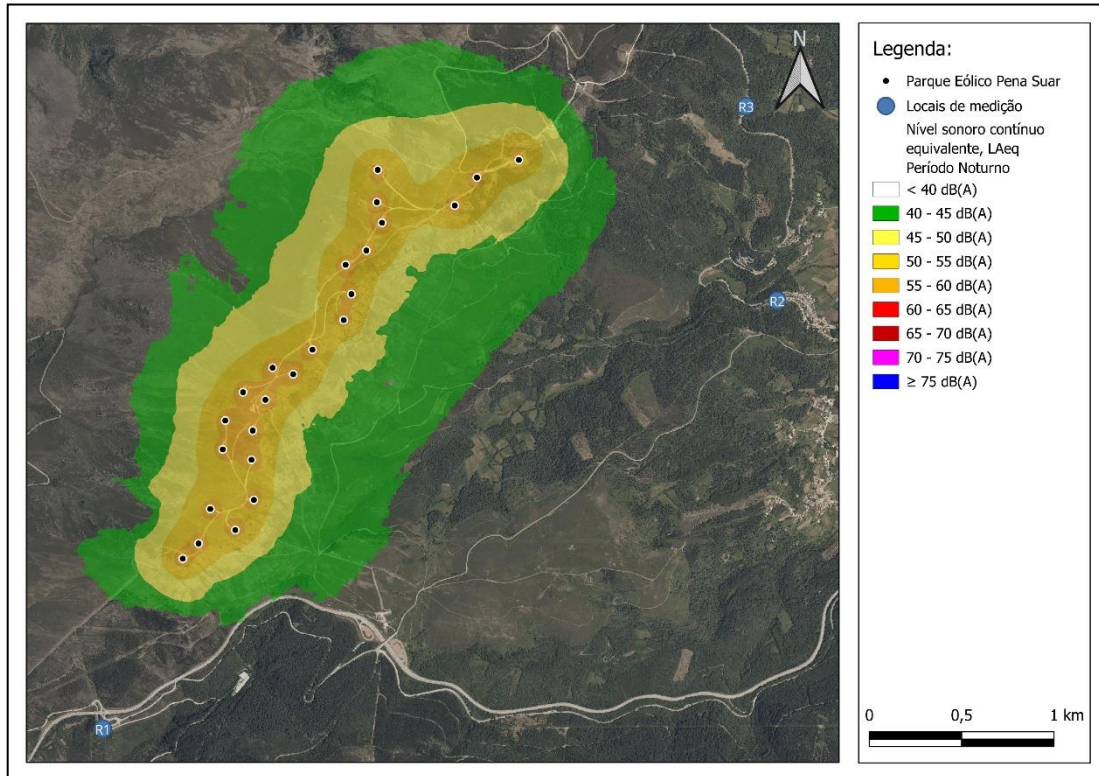 N
R3
R2
R1
Legenda:
Parque Eólico Pena Suar
Locais de medição
Nível sonoro contínuo
equivalente, LAeq
Período Noturno
< 40 dB(A)
40 - 45 dB(A)
45 - 50 dB(A)
50 - 55 dB(A)
55 - 60 dB(A)
60 - 65 dB(A)
65 - 70 dB(A)
70 - 75 dB(A)
≥ 75 dB(A)
0 0,5 1 km